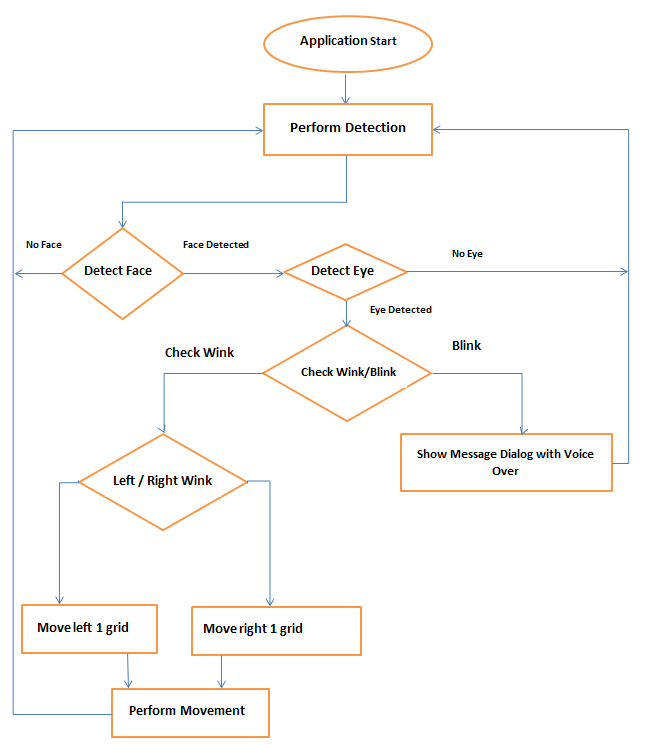 Application Start
Perform Detection
No Face
Face Detected
No Eye
Detect Face
Detect Eye
Eye Detected
Check Wink
Blink
Check Wink/Blink
Left / Right Wink
Show Message Dialog with Voice
Over
Move left 1 grid
Move right 1 grid
Perform Movement